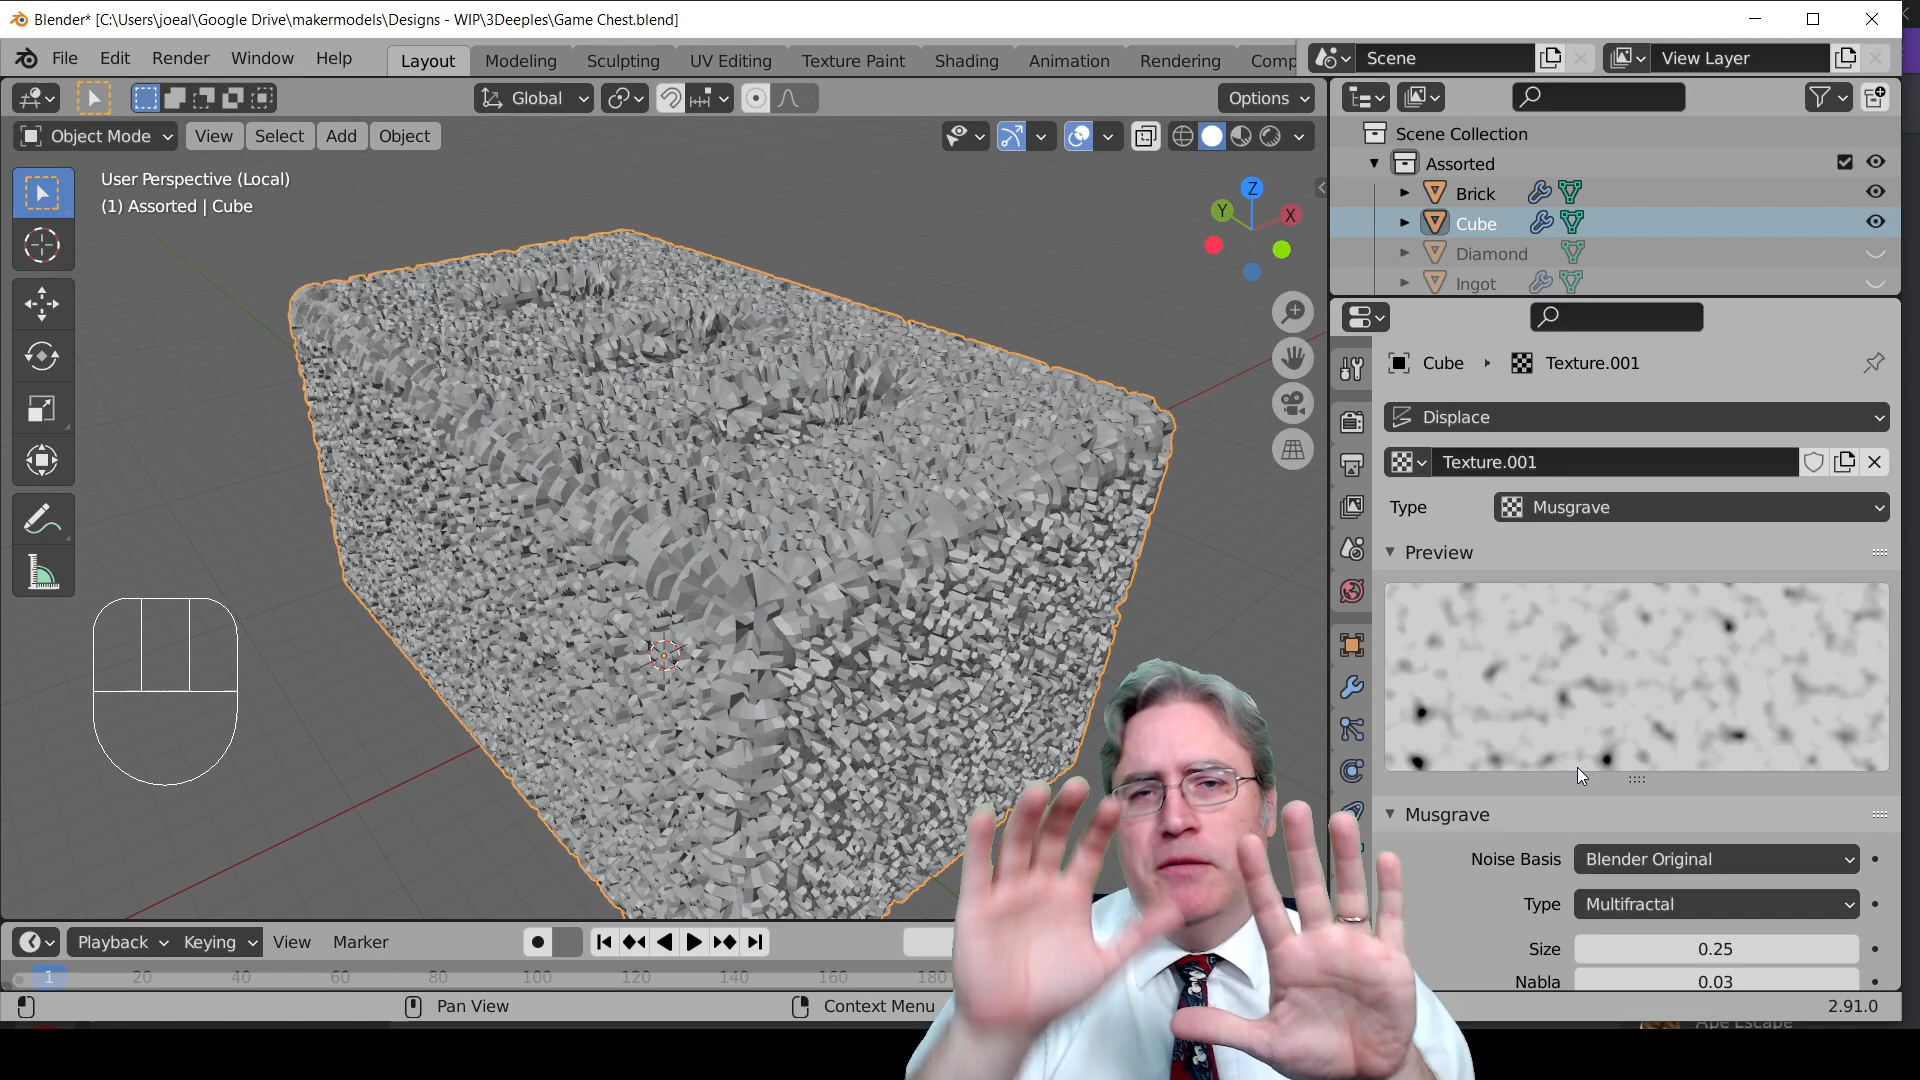 Blender* [C:\Users\joeal\Google Drive\makermodels\Designs - WIP\3Deeples\Game Chest.blend]
File Edit Render Window Help Layout Modeling Sculpting UV Editing Texture Paint Shading Animation Rendering Comp Scene View Layer
Global Options
Object Mode View Select Add Object
User Perspective (Local)
(1) Assorted | Cube
Z
Y
X
Scene Collection
Assorted
Brick
Cube
Diamond
Ingot
Cube Texture.001
Displace
Texture.001
Type Musgrave
Preview
Musgrave
Noise Basis Blender Original
Type Multifractal
Size 0.25
Nabla 0.03
Playback Keying View Marker
1 20 40 60 80 100 120 140 160 180
Pan View Context Menu 2.91.0
Ape Escape